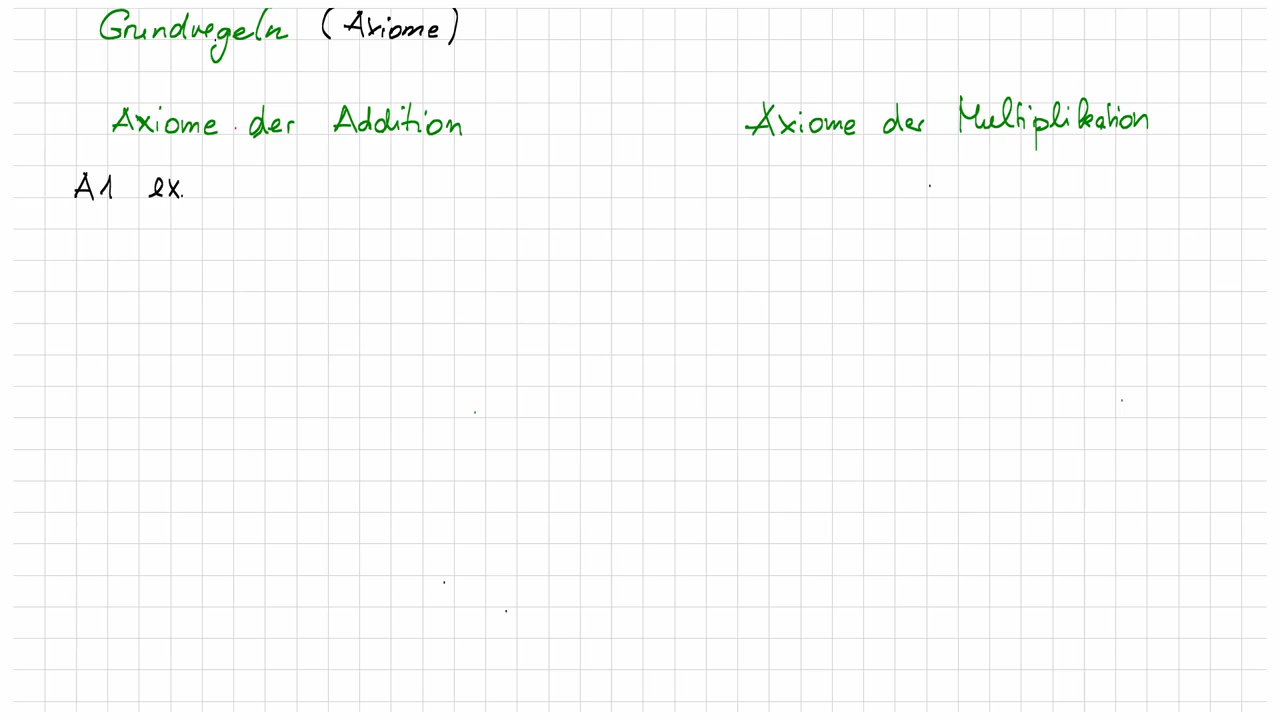 Grundregeln (Axiome)
Axiome der Addition
Axiome der Multiplikation
A1 ex.